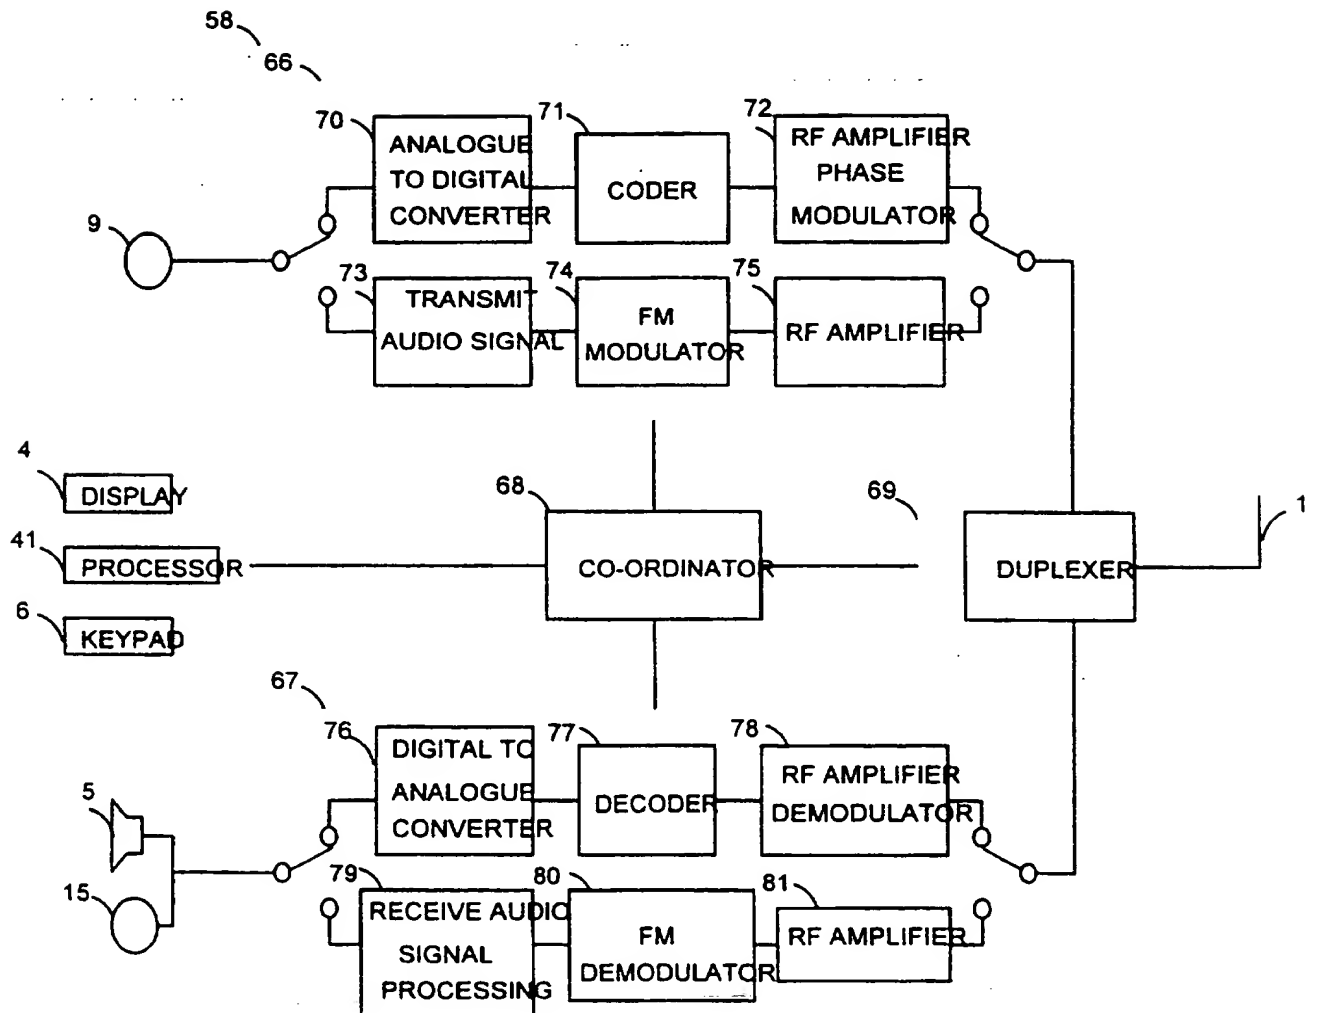 58
66
70
71
72
ANALOGUE
TO DIGITAL
CONVERTER
CODER
RF AMPLIFIER
PHASE
MODULATOR
9
73
74
75
TRANSMIT
AUDIO SIGNAL
FM
MODULATOR
RF AMPLIFIER
4
DISPLAY
41
PROCESSOR
6
KEYPAD
68
CO-ORDINATOR
69
DUPLEXER
1
67
76
77
78
DIGITAL TO
ANALOGUE
CONVERTER
DECODER
RF AMPLIFIER
DEMODULATOR
5
15
79
80
81
RECEIVE AUDIO
SIGNAL
PROCESSING
FM
DEMODULATOR
RF AMPLIFIER